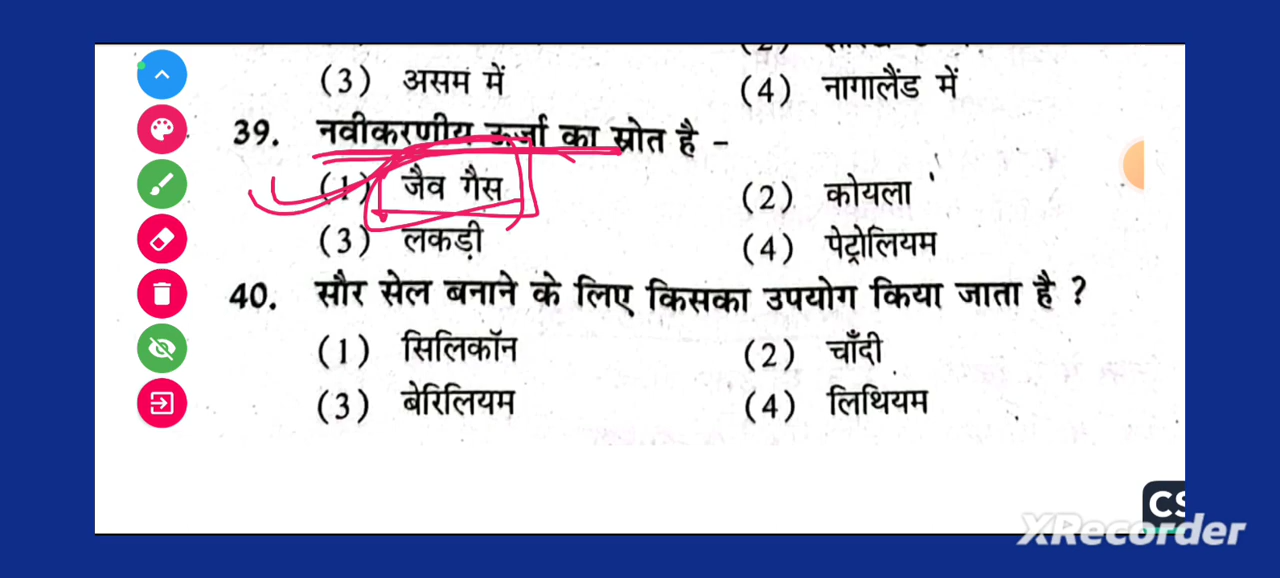 (3) असम में
(4) नागालैंड में
39. नवीकरणीय ऊर्जा का स्रोत है -
(1) जैव गैस
(2) कोयला
(3) लकड़ी
(4) पेट्रोलियम
40. सौर सेल बनाने के लिए किसका उपयोग किया जाता है ?
(1) सिलिकॉन
(2) चाँदी
(3) बेरिलियम
(4) लिथियम
CS
XRecorder